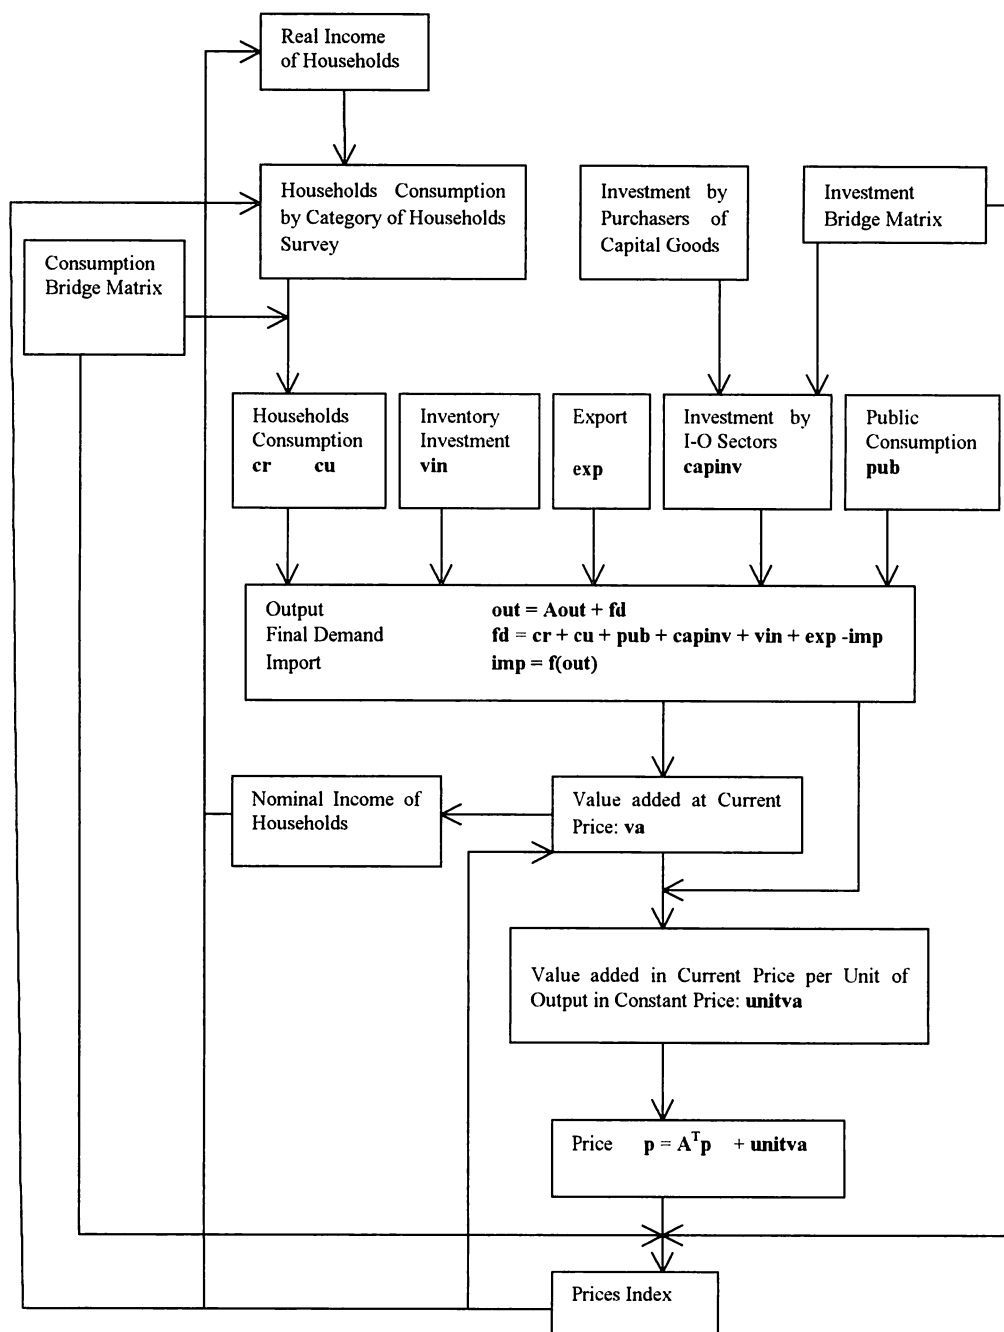 Real Income
of Households
Households Consumption
by Category of Households
Survey
Investment by
Purchasers of
Capital Goods
Investment
Bridge Matrix
Consumption
Bridge Matrix
Households
Consumption
cr cu
Inventory
Investment
vin
Export
exp
Investment by
I-O Sectors
capinv
Public
Consumption
pub
Output out = Aout + fd
Final Demand fd = cr + cu + pub + capinv + vin + exp -imp
Import imp = f(out)
Nominal Income of
Households
Value added at Current
Price: va
Value added in Current Price per Unit of
Output in Constant Price: unitva
Price p = Aᵀp + unitva
Prices Index